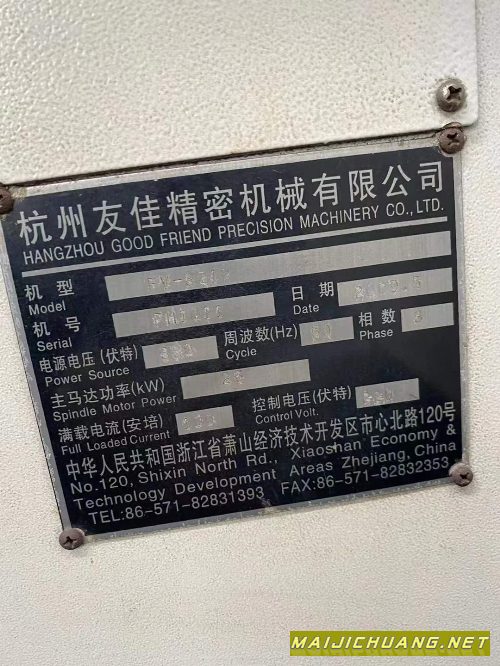 杭州友佳精密机械有限公司
HANGZHOU GOOD FRIEND PRECISION MACHINERY CO., LTD.
机型
Model
机号 日期
Serial Date
电源电压(伏特) 周波数(Hz) 相数
Power Source Cycle Phase
主马达功率(kW)
Spindle Motor Power
满载电流(安培) 控制电压(伏特)
Full Loaded Current Control Volt.
中华人民共和国浙江省萧山经济技术开发区市心北路120号
No.120, Shixin North Rd., Xiaoshan Economy &
Technology Development Areas Zhejiang, China
TEL:86-571-82831393 FAX:86-571-82832353
MAIJICHUANG.NET